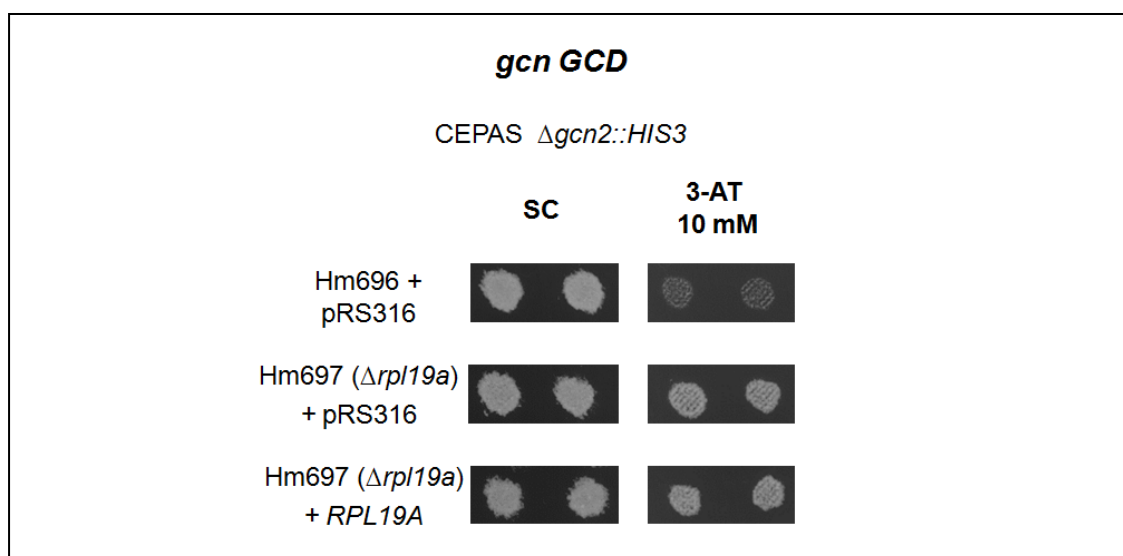 gcn GCD
CEPAS Δgcn2::HIS3
SC
3-AT
10 mM
Hm696 +
pRS316
Hm697 (Δrpl19a)
+ pRS316
Hm697 (Δrpl19a)
+ RPL19A